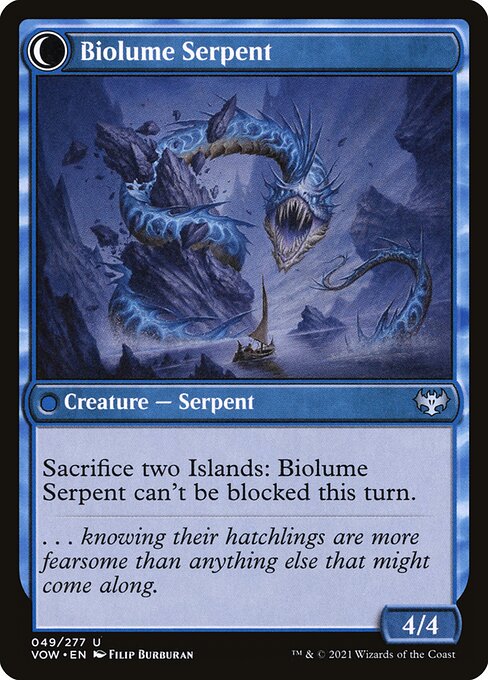 Biolume Serpent
Creature — Serpent
Sacrifice two Islands: Biolume
Serpent can't be blocked this turn.
. . . knowing their hatchlings are more
fearsome than anything else that might
come along.
4/4
049/277 U
VOW • EN Filip Burburan
™ & © 2021 Wizards of the Coast